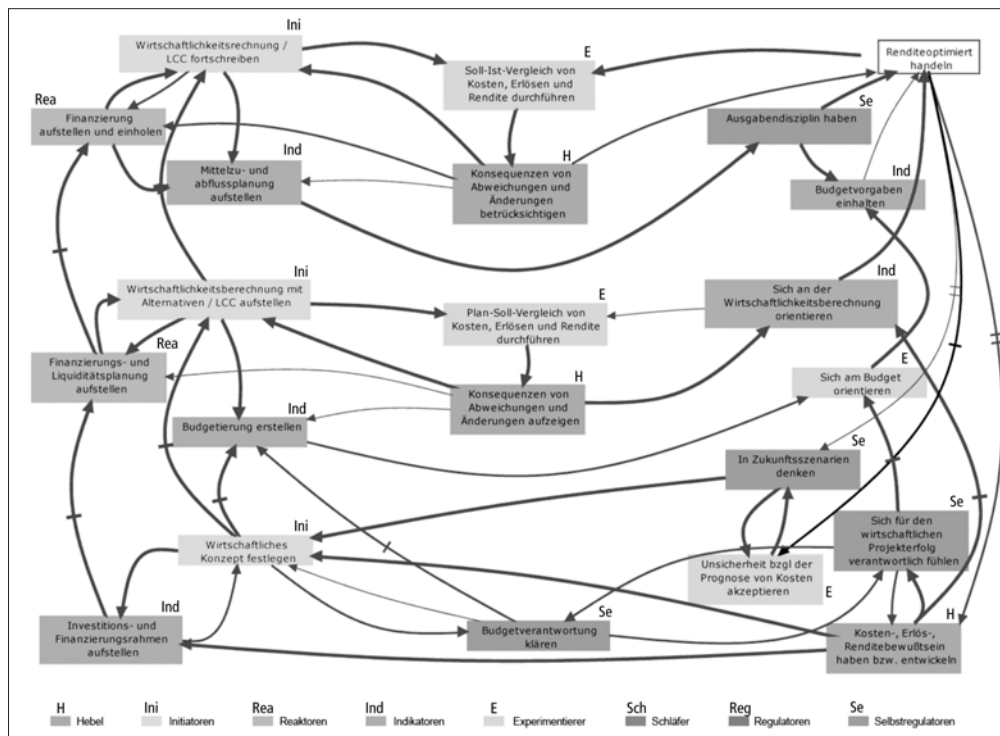 Ini
Wirtschaftlichkeitsrechnung /
LCC fortschreiben
E
Soll-Ist-Vergleich von
Kosten, Erlösen und
Rendite durchführen
Renditeoptimiert
handeln
Rea
Finanzierung
aufstellen und einholen
Se
Ausgabendisziplin haben
Ind
Mittelzu- und
abflussplanung
aufstellen
H
Konsequenzen von
Abweichungen und
Änderungen
betrücksichtigen
Ind
Budgetvorgaben
einhalten
Ini
Wirtschaftlichkeitsberechnung mit
Alternativen / LCC aufstellen
E
Plan-Soll-Vergleich von
Kosten, Erlösen und Rendite
durchführen
Ind
Sich an der
Wirtschaftlichkeitsberechnung
orientieren
Rea
Finanzierungs- und
Liquiditätsplanung
aufstellen
H
Konsequenzen von
Abweichungen und
Änderungen aufzeigen
E
Sich am Budget
orientieren
Ind
Budgetierung erstellen
Se
In Zukunftsszenarien
denken
Se
Sich für den
wirtschaftlichen
Projekterfolg
verantwortlich fühlen
Ini
Wirtschaftliches
Konzept festlegen
Unsicherheit bzgl der
Prognose von Kosten
akzeptieren
E
Ind
Investitions- und
Finanzierungsrahmen
aufstellen
Se
Budgetverantwortung
klären
H
Kosten-, Erlös-,
Renditebewußtsein
haben bzw. entwickeln
H Ini Rea Ind E Sch Reg Se
Hebel Initiatoren Reaktoren Indikatoren Experimentierer Schläfer Regulatoren Selbstregulatoren